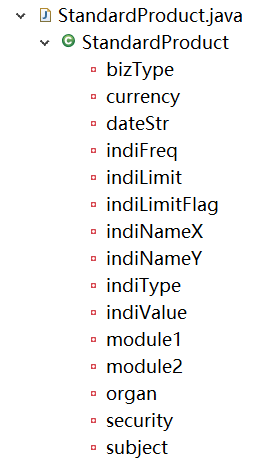 StandardProduct.java
StandardProduct
bizType
currency
dateStr
indiFreq
indiLimit
indiLimitFlag
indiNameX
indiNameY
indiType
indiValue
module1
module2
organ
security
subject